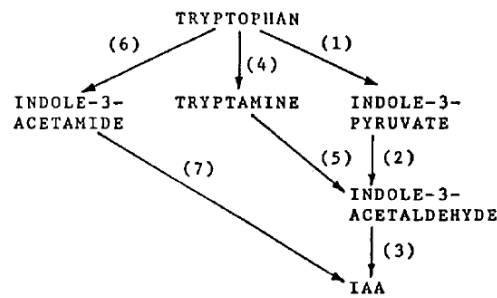 TRYPTOPHAN
(6)
(4)
(1)
INDOLE-3-
ACETAMIDE
TRYPTAMINE
INDOLE-3-
PYRUVATE
(7)
(5)
(2)
INDOLE-3-
ACETALDEHYDE
(3)
IAA